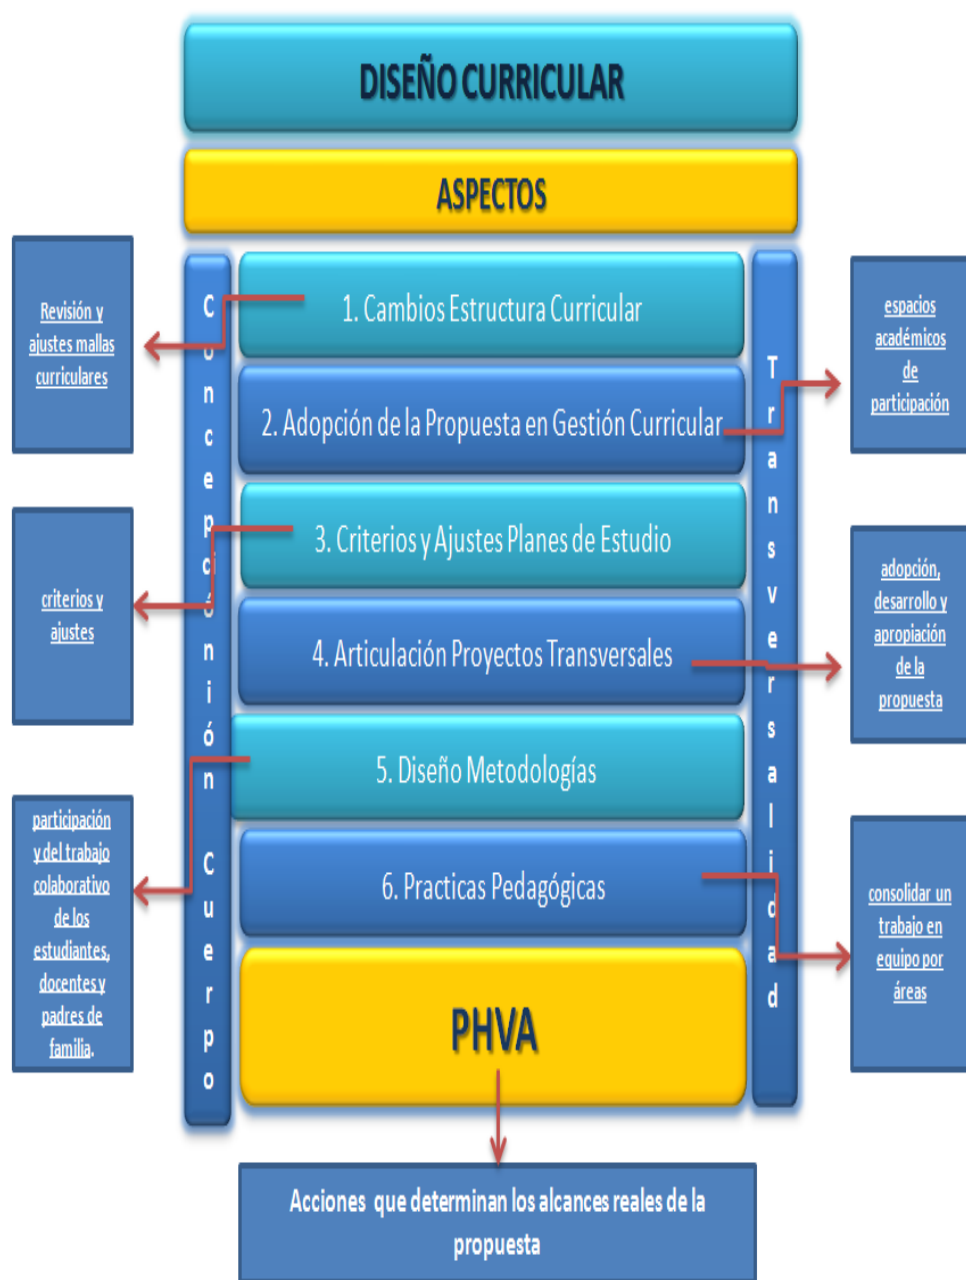 DISEÑO CURRICULAR
ASPECTOS
Concepciónión Cuerpo
1. Cambios Estructura Curricular
2. Adopción de la Propuesta en Gestión Curricular
3. Criterios y Ajustes Planes de Estudio
4. Articulación Proyectos Transversales
5. Diseño Metodologías
6. Practicas Pedagógicas
PHVA
Transversalidad
Revisión y
ajustes mallas
curriculares
criterios y
ajustes
participación
y del trabajo
colaborativo
de los
estudiantes,
docentes y
padres de
familia.
espacios
académicos
de
participación
adopción,
desarrollo y
apropiación
de la
propuesta
consolidar un
trabajo en
equipo por
áreas
Acciones que determinan los alcances reales de la
propuesta